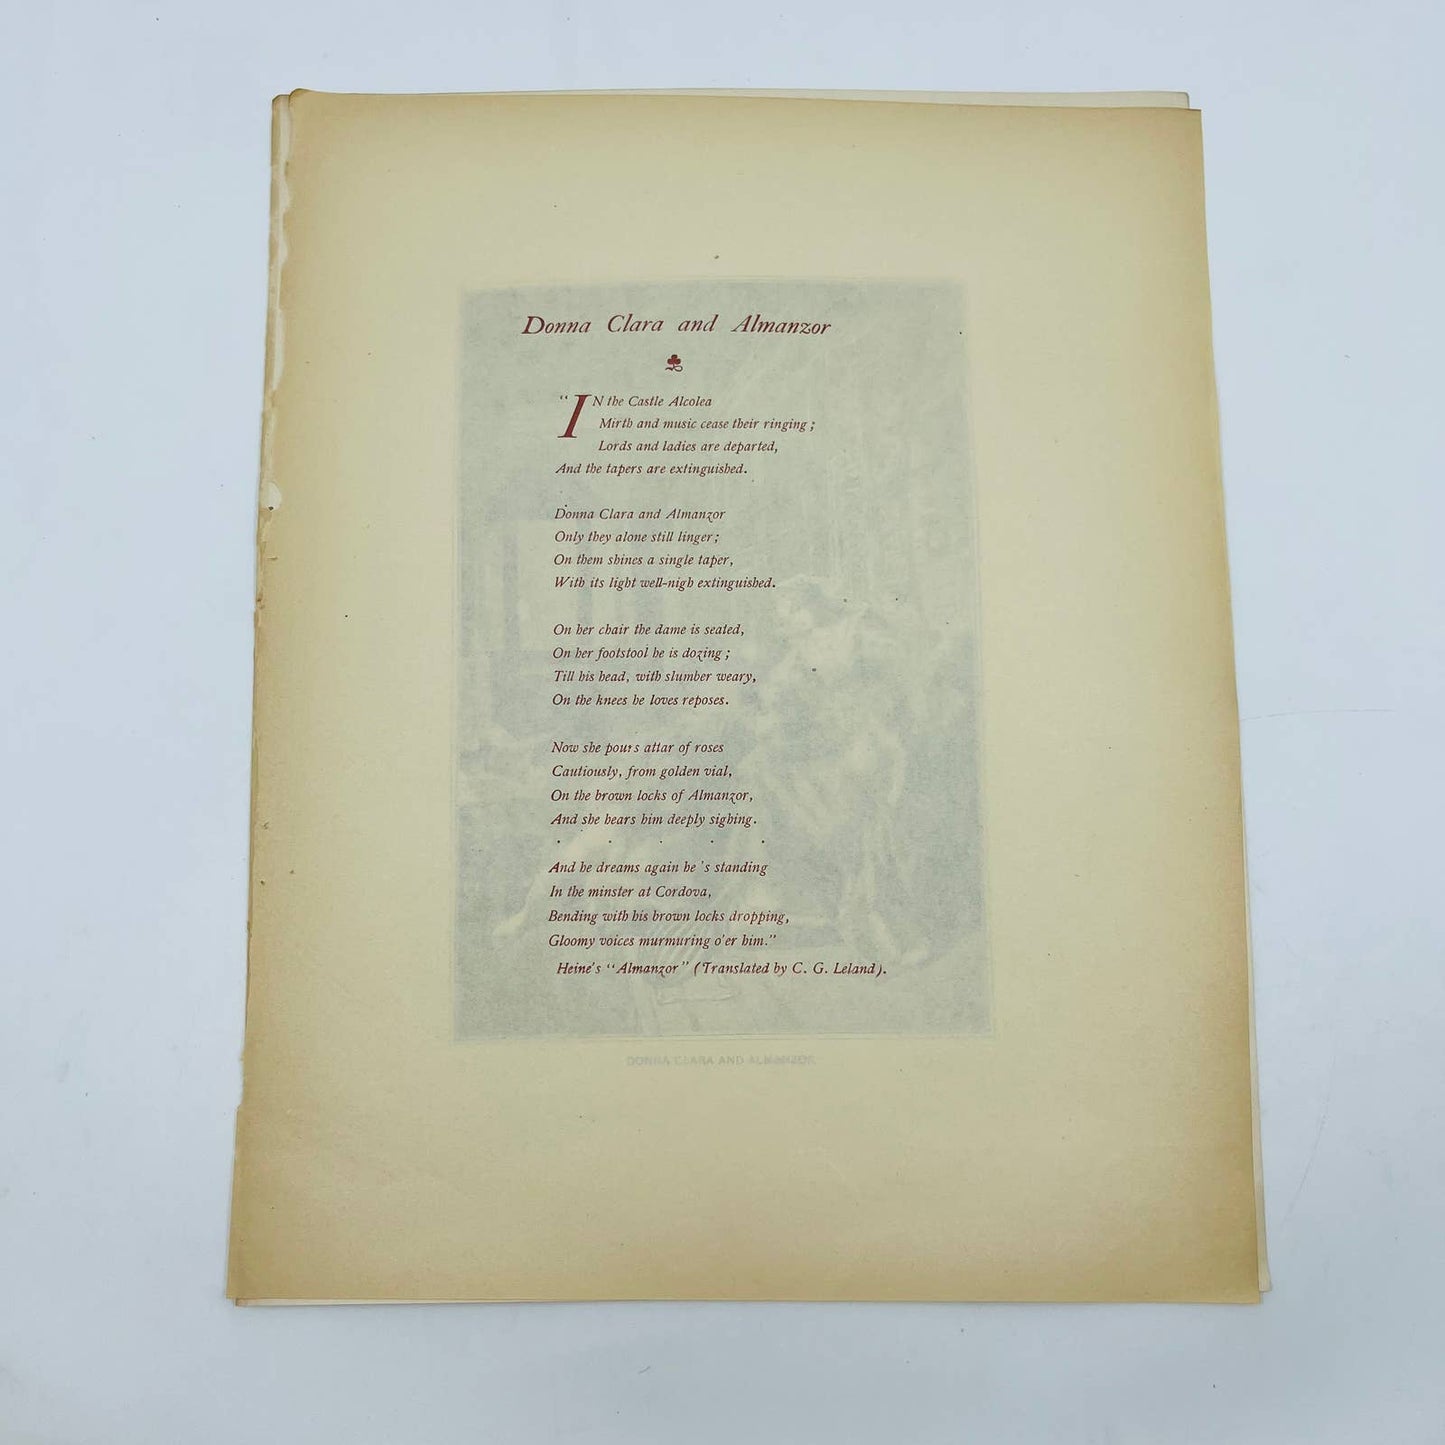 Donna Clara and Almanzor
"IN the Castle Alcolea
Mirth and music cease their ringing;
Lords and ladies are departed,
And the tapers are extinguished.
Donna Clara and Almanzor
Only they alone still linger;
On them shines a single taper,
With its light well-nigh extinguished.
On her chair the dame is seated,
On her footstool he is dozing;
Till his head, with slumber weary,
On the knees he loves reposes.
Now she pours attar of roses
Cautiously, from golden vial,
On the brown locks of Almanzor,
And she hears him deeply sighing.
. . . . .
And he dreams again he 's standing
In the minster at Cordova,
Bending with his brown locks dropping,
Gloomy voices murmuring o'er him."
Heine's "Almanzor" (Translated by C. G. Leland).
DONNA CLARA AND ALMANZOR